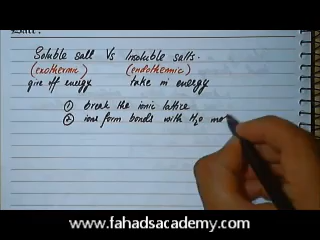 Soluble salt Vs Insoluble salts.
(exothermic) (endothermic)
give off energy take in energy
① break the ionic lattice
② ions form bonds with H₂O mo
www.fahadsacademy.com